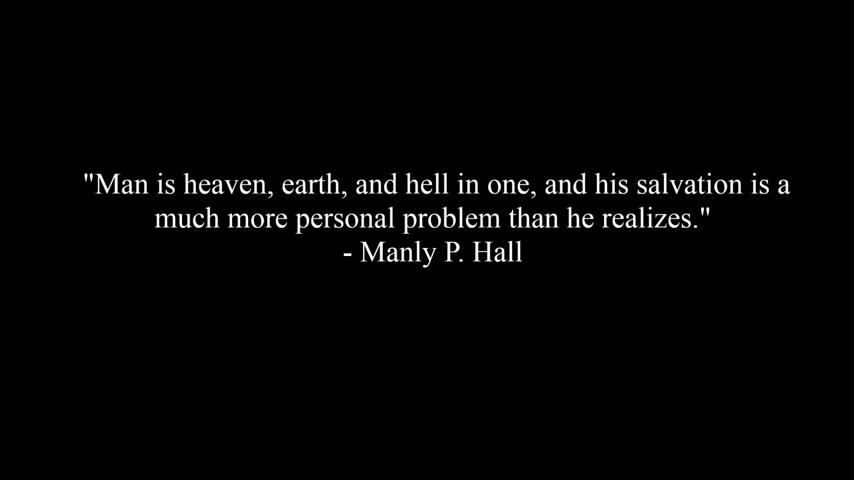 "Man is heaven, earth, and hell in one, and his salvation is a
much more personal problem than he realizes."
- Manly P. Hall